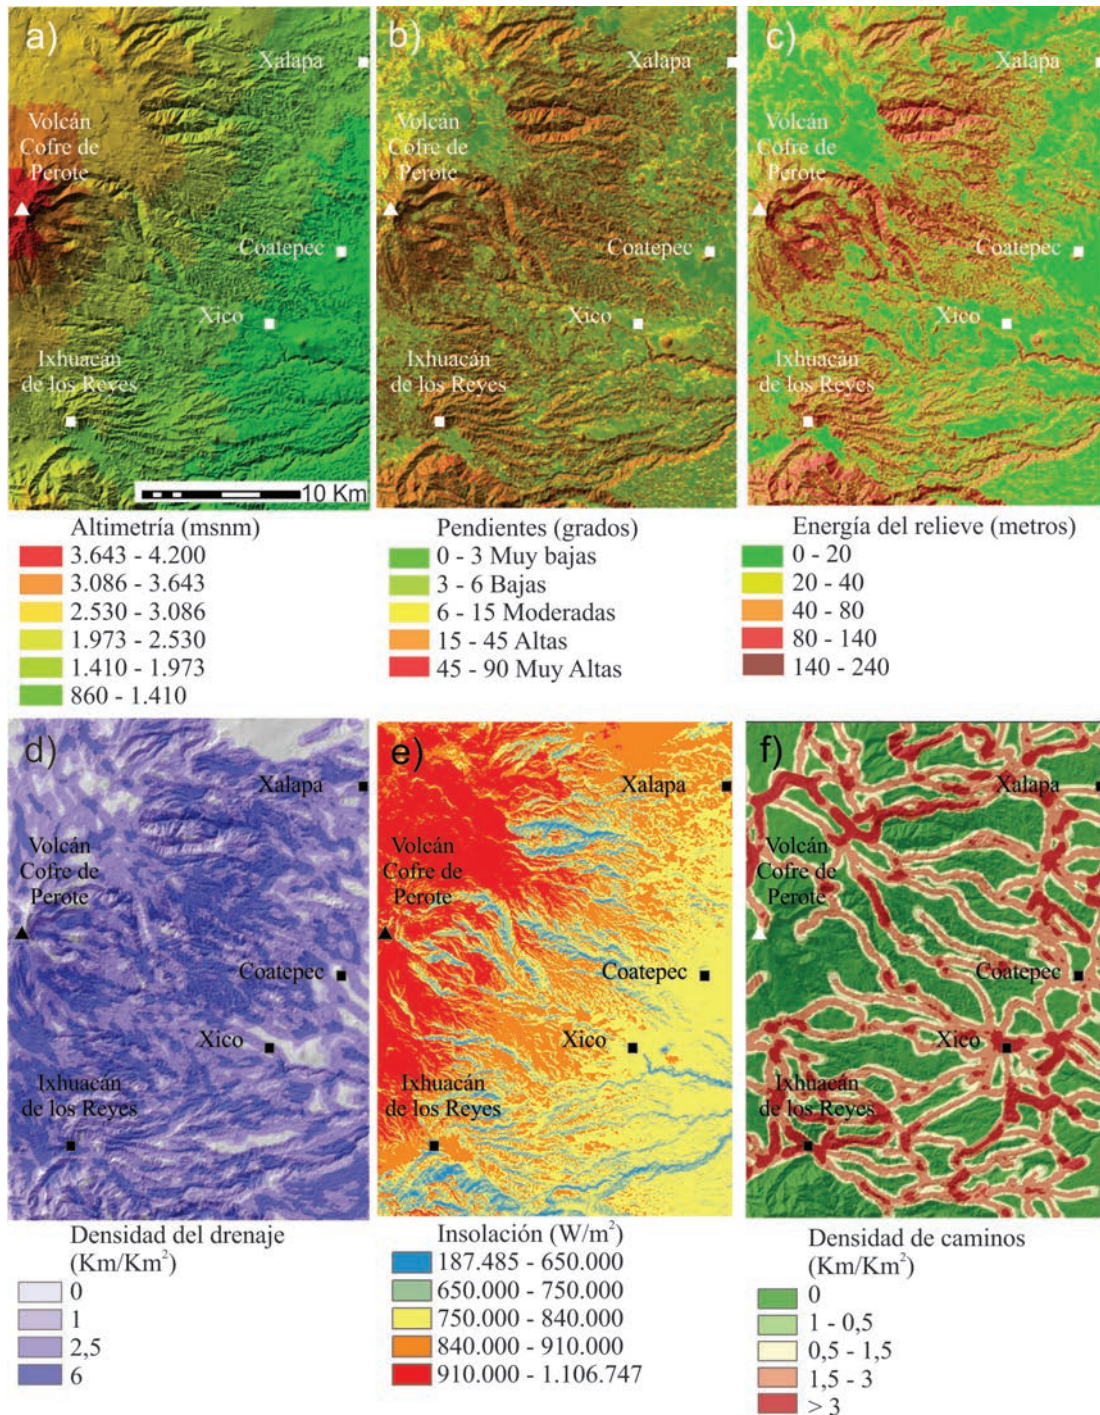 a)
Xalapa
Volcán
Cofre de
Perote
Coatepec
Xico
Ixhuacán
de los Reyes
10 Km
Altimetría (msnm)
3.643 - 4.200
3.086 - 3.643
2.530 - 3.086
1.973 - 2.530
1.410 - 1.973
860 - 1.410
b)
Xalapa
Volcán
Cofre de
Perote
Coatepec
Xico
Ixhuacán
de los Reyes
Pendientes (grados)
0 - 3 Muy bajas
3 - 6 Bajas
6 - 15 Moderadas
15 - 45 Altas
45 - 90 Muy Altas
c)
Xalapa
Volcán
Cofre de
Perote
Coatepec
Xico
Ixhuacán
de los Reyes
Energía del relieve (metros)
0 - 20
20 - 40
40 - 80
80 - 140
140 - 240
d)
Xalapa
Volcán
Cofre de
Perote
Coatepec
Xico
Ixhuacán
de los Reyes
Densidad del drenaje
(Km/Km²)
0
1
2,5
6
e)
Xalapa
Volcán
Cofre de
Perote
Coatepec
Xico
Ixhuacán
de los Reyes
Insolación (W/m²)
187.485 - 650.000
650.000 - 750.000
750.000 - 840.000
840.000 - 910.000
910.000 - 1.106.747
f)
Xalapa
Volcán
Cofre de
Perote
Coatepec
Xico
Ixhuacán
de los Reyes
Densidad de caminos
(Km/Km²)
0
1 - 0,5
0,5 - 1,5
1,5 - 3
> 3